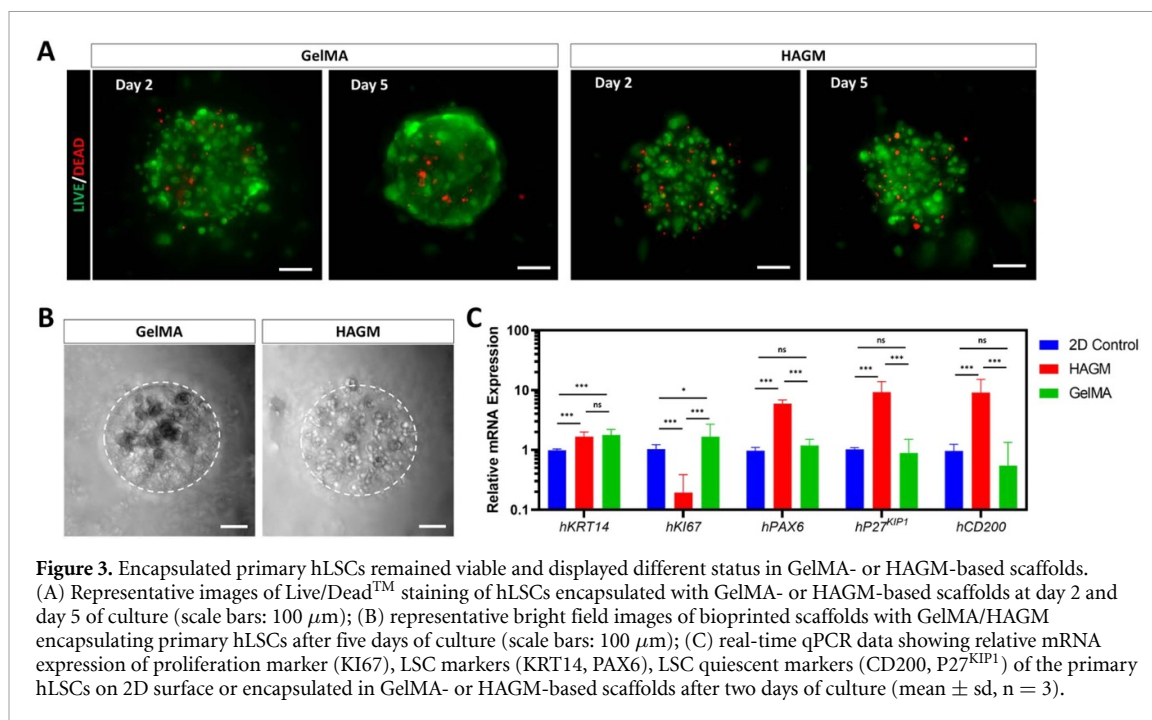 A
GelMA
HAGM
LIVE/DEAD
Day 2
Day 5
Day 2
Day 5
B
GelMA
HAGM
C
Relative mRNA Expression
100
10
1
0.1
*** *** ns
* *** ***
ns *** ***
ns *** ***
ns *** ***
hKRT14
hKI67
hPAX6
hP27^KIP1
hCD200
2D Control
HAGM
GelMA
Figure 3. Encapsulated primary hLSCs remained viable and displayed different status in GelMA- or HAGM-based scaffolds.
(A) Representative images of Live/Dead™ staining of hLSCs encapsulated with GelMA- or HAGM-based scaffolds at day 2 and
day 5 of culture (scale bars: 100 μm); (B) representative bright field images of bioprinted scaffolds with GelMA/HAGM
encapsulating primary hLSCs after five days of culture (scale bars: 100 μm); (C) real-time qPCR data showing relative mRNA
expression of proliferation marker (KI67), LSC markers (KRT14, PAX6), LSC quiescent markers (CD200, P27^KIP1) of the primary
hLSCs on 2D surface or encapsulated in GelMA- or HAGM-based scaffolds after two days of culture (mean ± sd, n = 3).